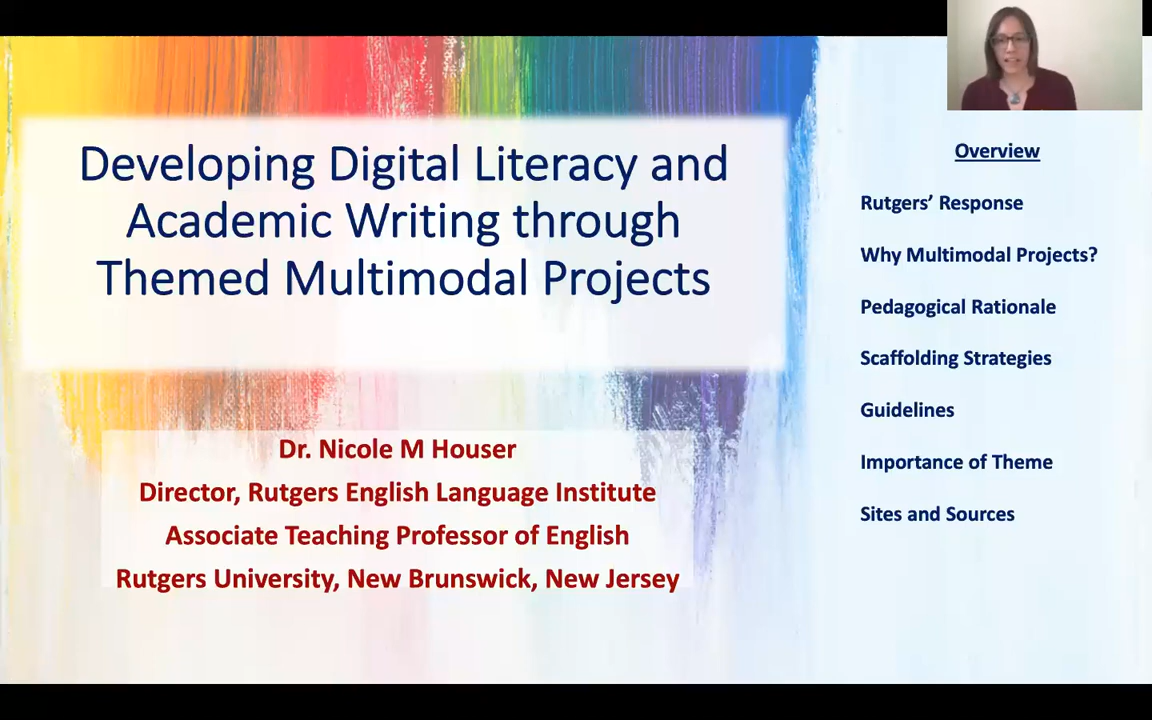 Developing Digital Literacy and
Academic Writing through
Themed Multimodal Projects
Dr. Nicole M Houser
Director, Rutgers English Language Institute
Associate Teaching Professor of English
Rutgers University, New Brunswick, New Jersey
Overview
Rutgers’ Response
Why Multimodal Projects?
Pedagogical Rationale
Scaffolding Strategies
Guidelines
Importance of Theme
Sites and Sources